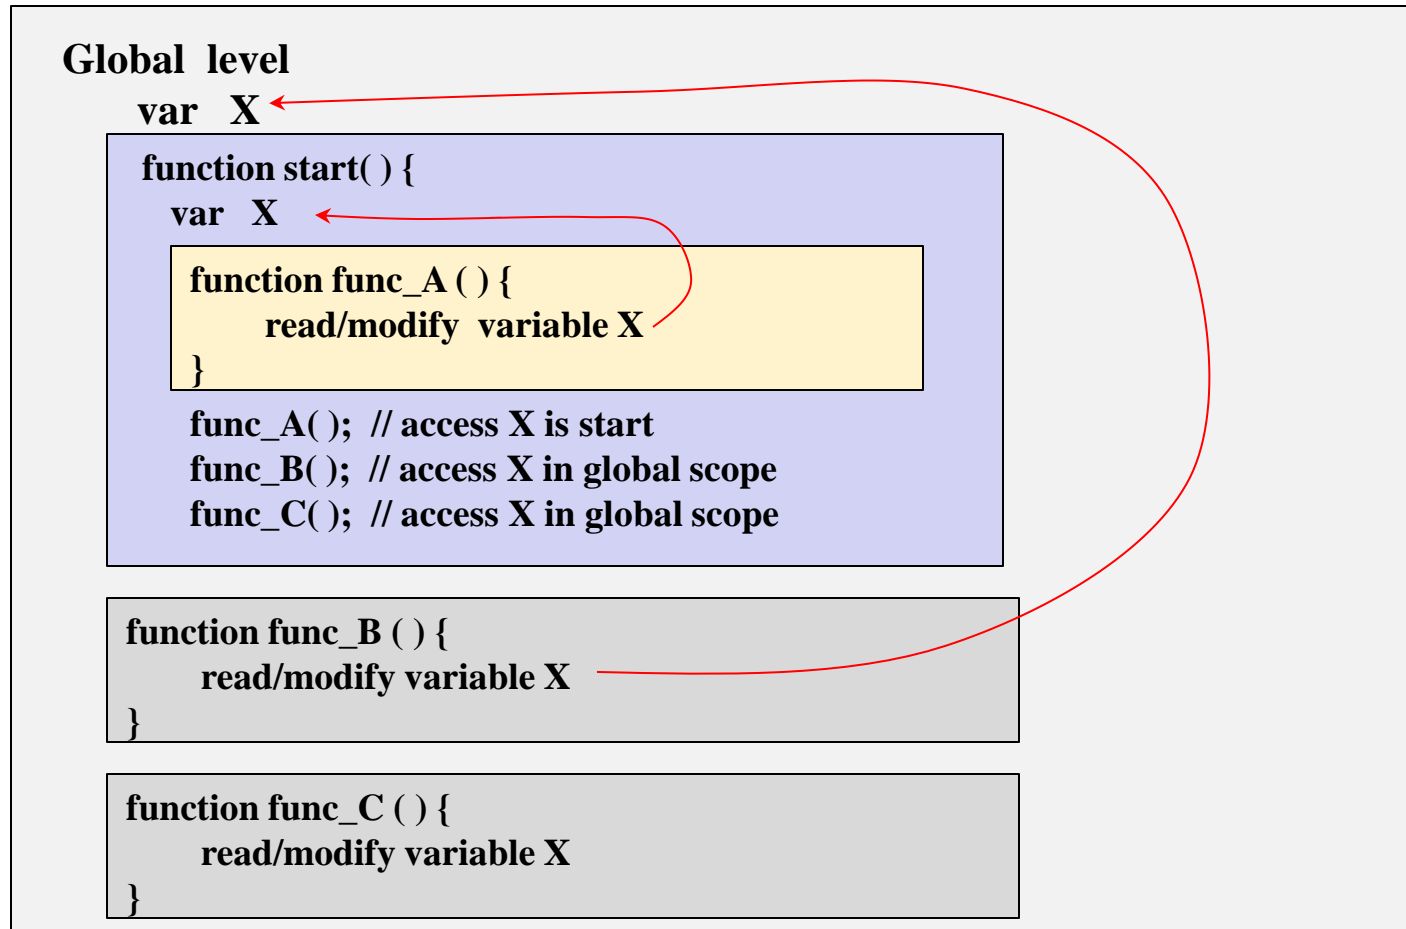 Global level
var X
function start( ) {
var X
function func_A ( ) {
read/modify variable X
}
func_A( ); // access X is start
func_B( ); // access X in global scope
func_C( ); // access X in global scope
function func_B ( ) {
read/modify variable X
}
function func_C ( ) {
read/modify variable X
}